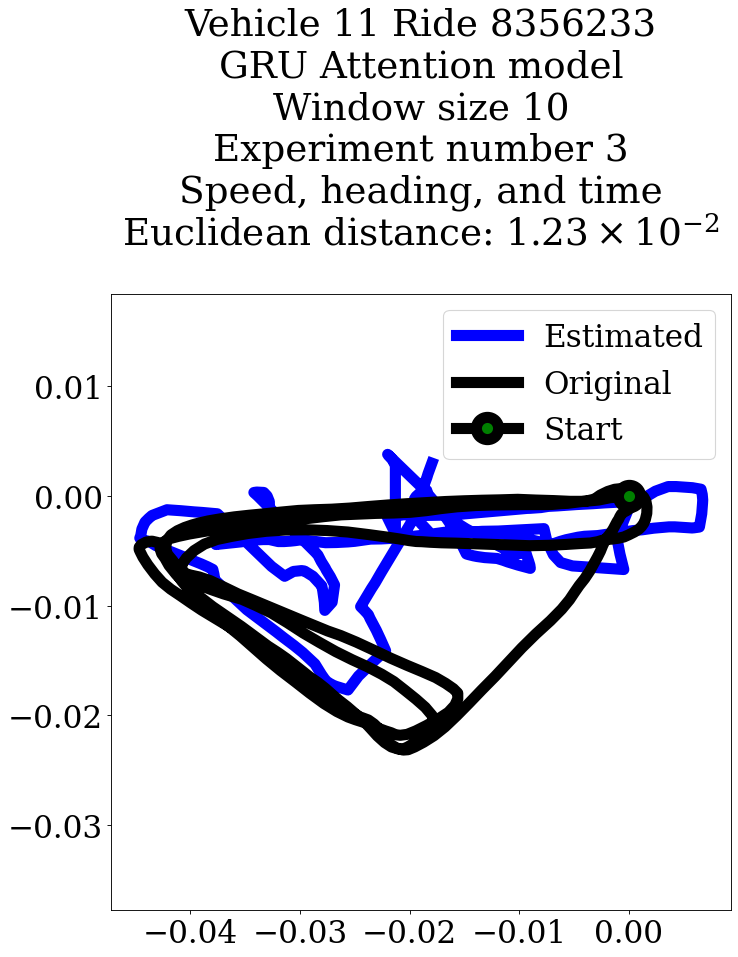 Vehicle 11 Ride 8356233
GRU Attention model
Window size 10
Experiment number 3
Speed, heading, and time
Euclidean distance: 1.23 × 10⁻²
Estimated
Original
Start
0.01
0.00
−0.01
−0.02
−0.03
−0.04 −0.03 −0.02 −0.01 0.00